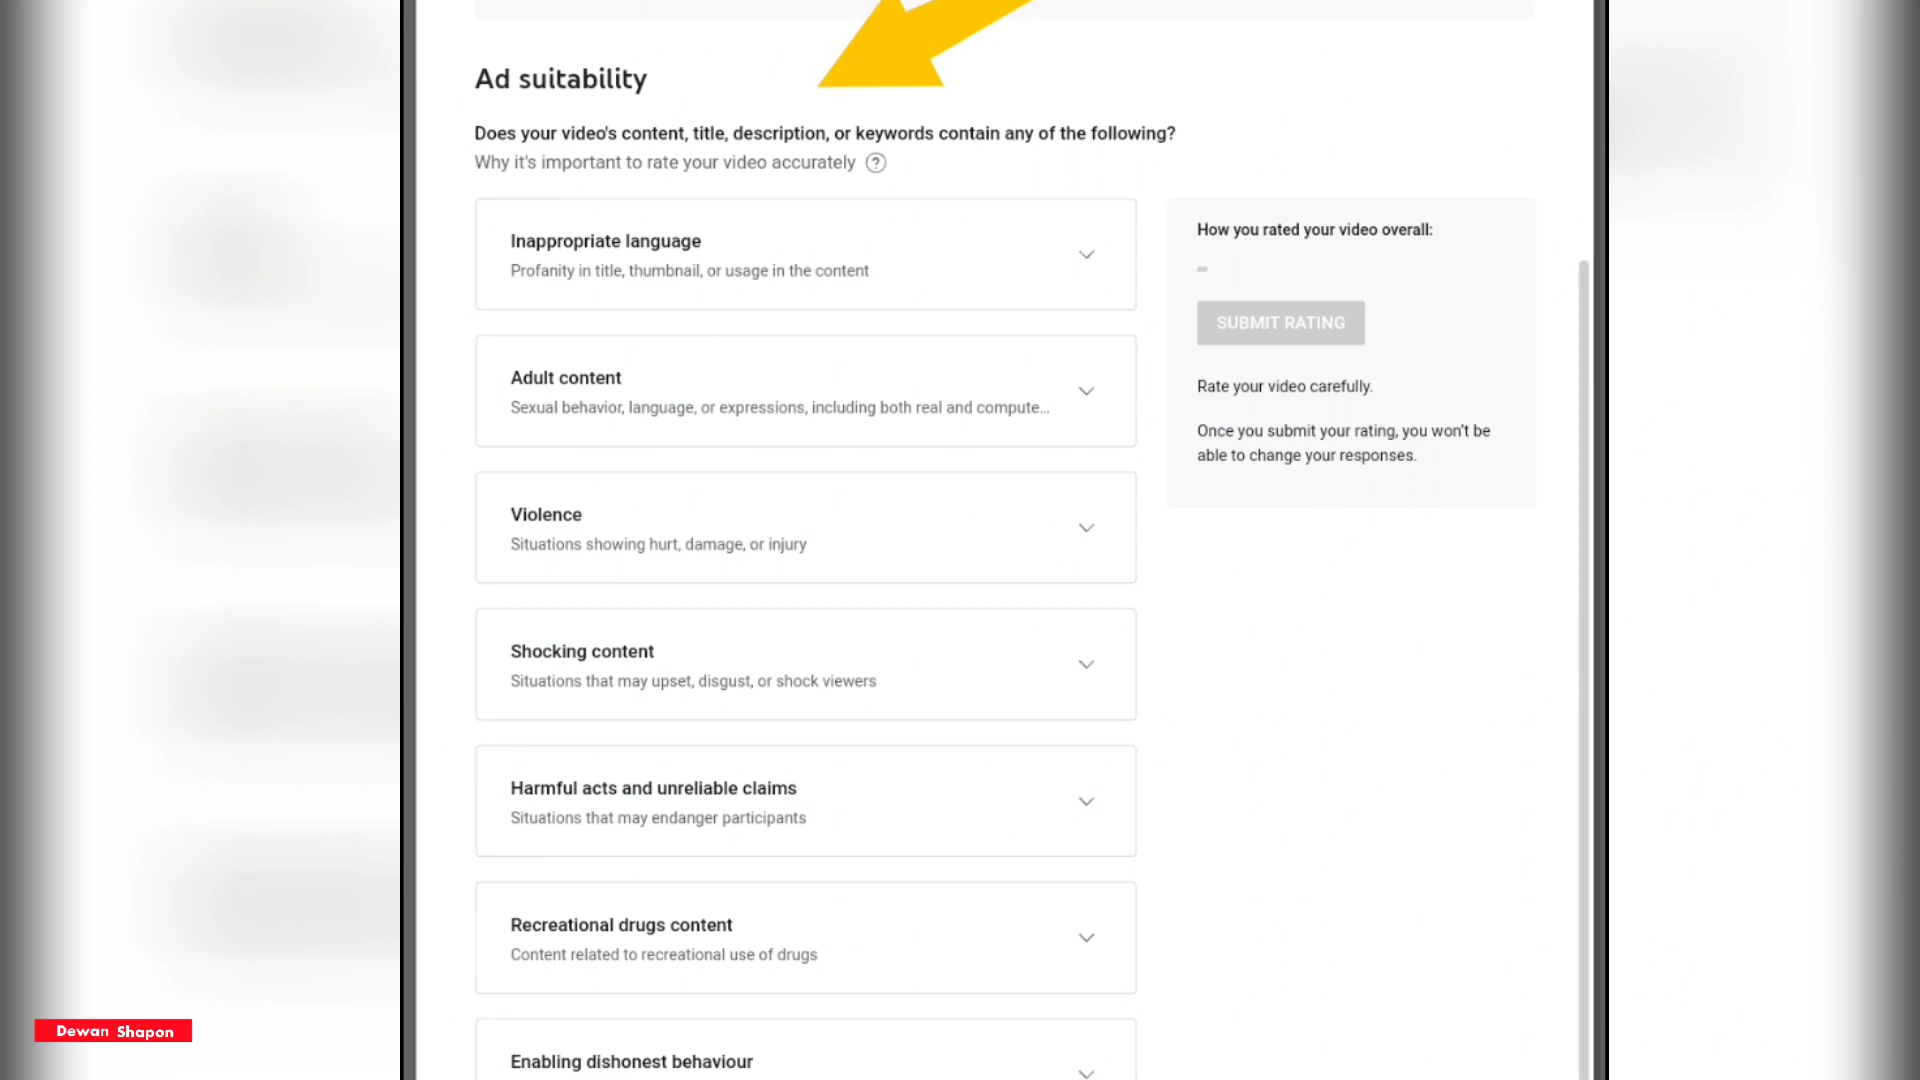 Ad suitability
Does your video's content, title, description, or keywords contain any of the following?
Why it's important to rate your video accurately ?
Inappropriate language
Profanity in title, thumbnail, or usage in the content
Adult content
Sexual behavior, language, or expressions, including both real and compute...
Violence
Situations showing hurt, damage, or injury
Shocking content
Situations that may upset, disgust, or shock viewers
Harmful acts and unreliable claims
Situations that may endanger participants
Recreational drugs content
Content related to recreational use of drugs
Enabling dishonest behaviour
How you rated your video overall:
–
SUBMIT RATING
Rate your video carefully.
Once you submit your rating, you won't be
able to change your responses.
Dewan Shapon